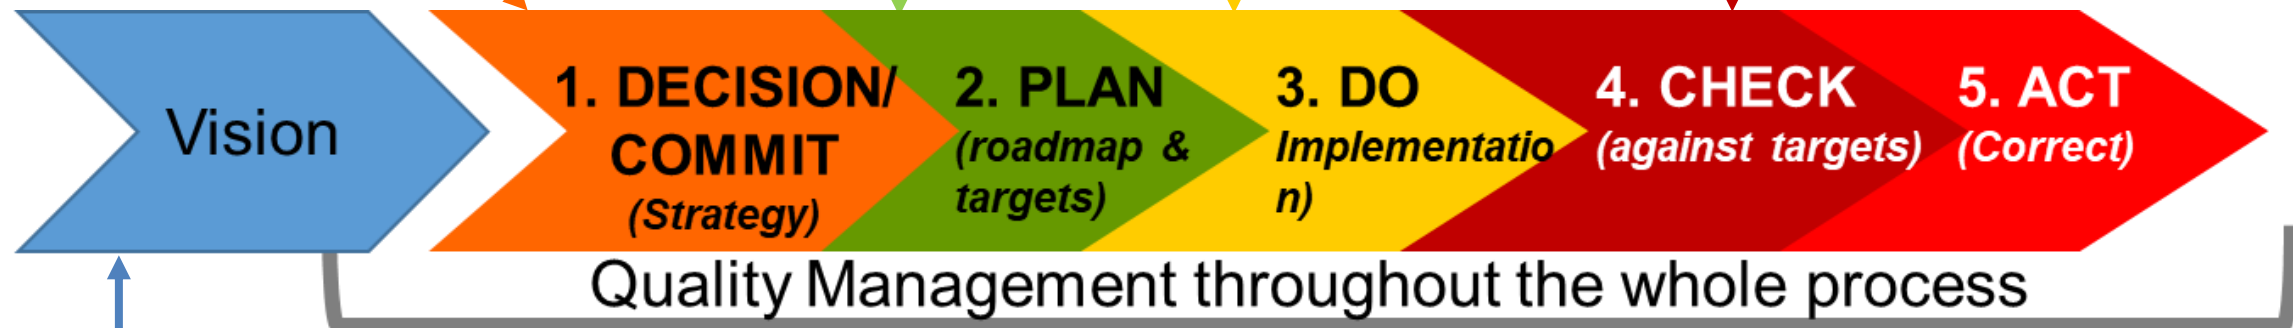 Vision
1. DECISION/
COMMIT
(Strategy)
2. PLAN
(roadmap &
targets)
3. DO
Implementatio
n)
4. CHECK
(against targets)
5. ACT
(Correct)
Quality Management throughout the whole process